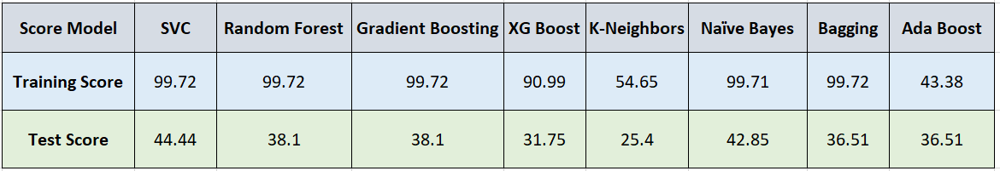 Score Model SVC Random Forest Gradient Boosting XG Boost K-Neighbors Naïve Bayes Bagging Ada Boost
Training Score 99.72 99.72 99.72 90.99 54.65 99.71 99.72 43.38
Test Score 44.44 38.1 38.1 31.75 25.4 42.85 36.51 36.51